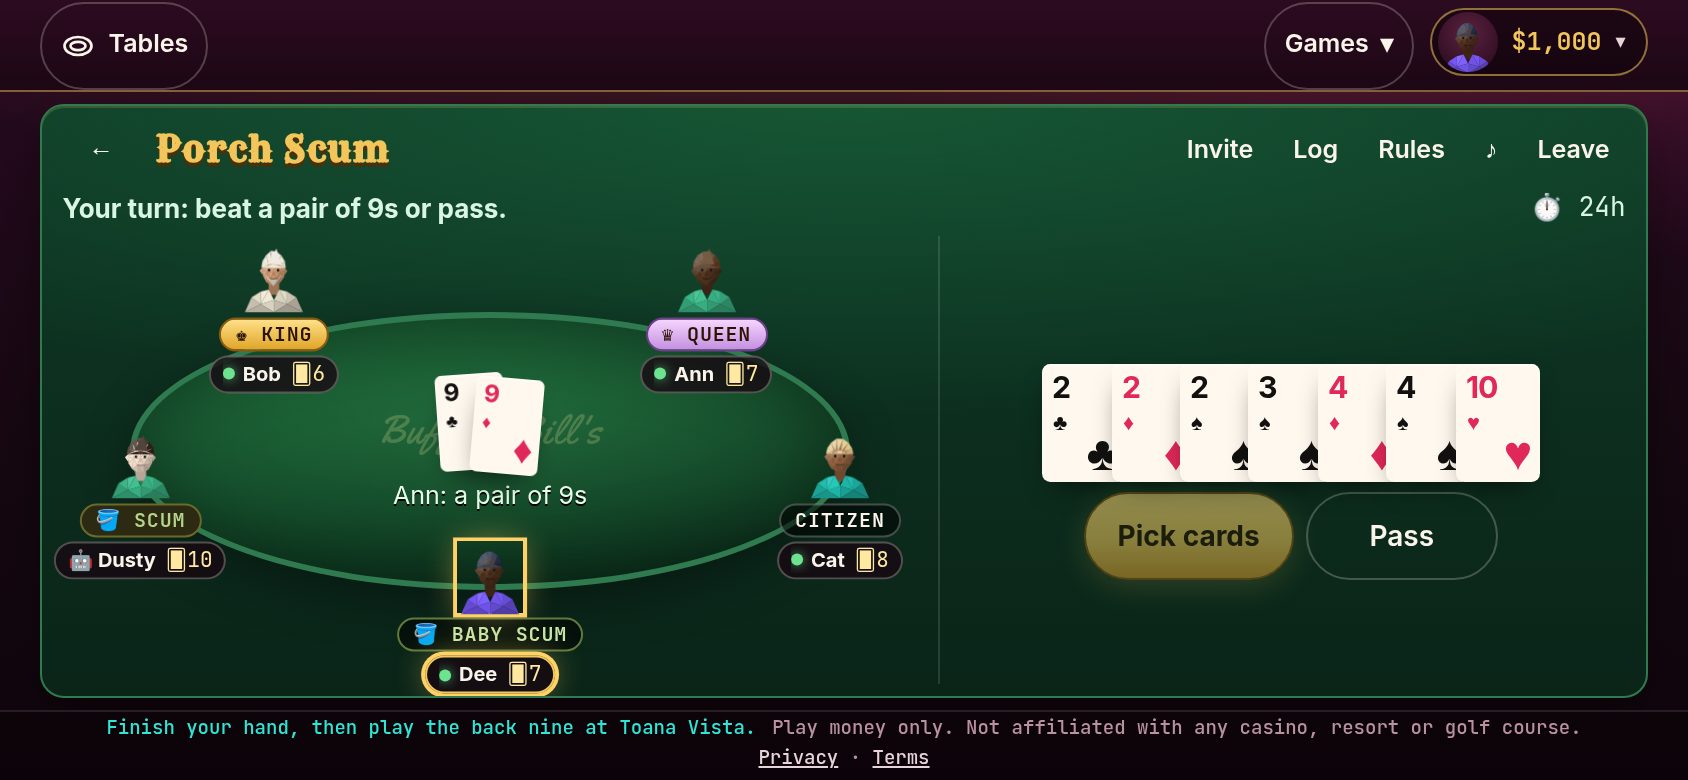 Tables
Games ▼
$1,000 ▼
← Porch Scum
Invite Log Rules ♪ Leave
Your turn: beat a pair of 9s or pass.
⏱️ 24h
♚ KING
Bob 6
♛ QUEEN
Ann 7
9♣ 9♦
Ann: a pair of 9s
🪣 SCUM
🤖 Dusty 10
CITIZEN
Cat 8
🪣 BABY SCUM
Dee 7
2♣ 2♦ 2♠ 3♠ 4♦ 4♠ 10♥
Pick cards Pass
Finish your hand, then play the back nine at Toana Vista. Play money only. Not affiliated with any casino, resort or golf course.
Privacy · Terms